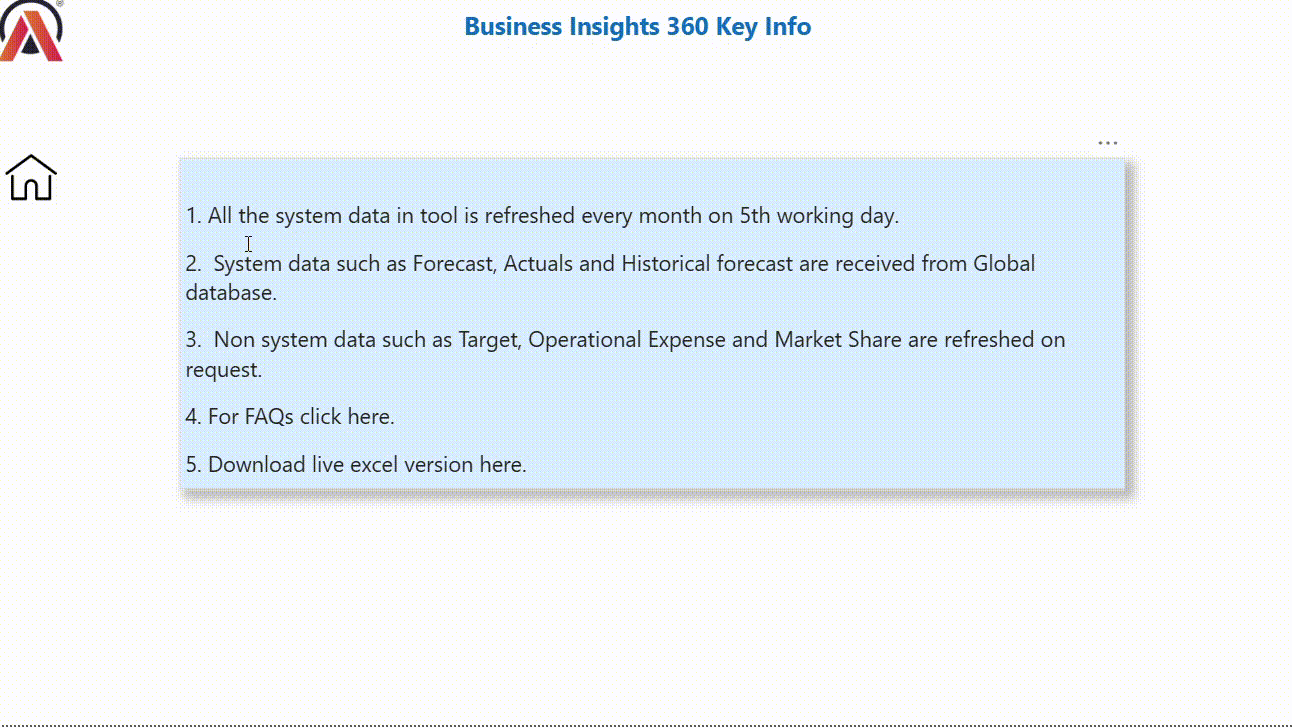 Business Insights 360 Key Info
1. All the system data in tool is refreshed every month on 5th working day.
2.  System data such as Forecast, Actuals and Historical forecast are received from Global
database.
3.  Non system data such as Target, Operational Expense and Market Share are refreshed on
request.
4. For FAQs click here.
5. Download live excel version here.